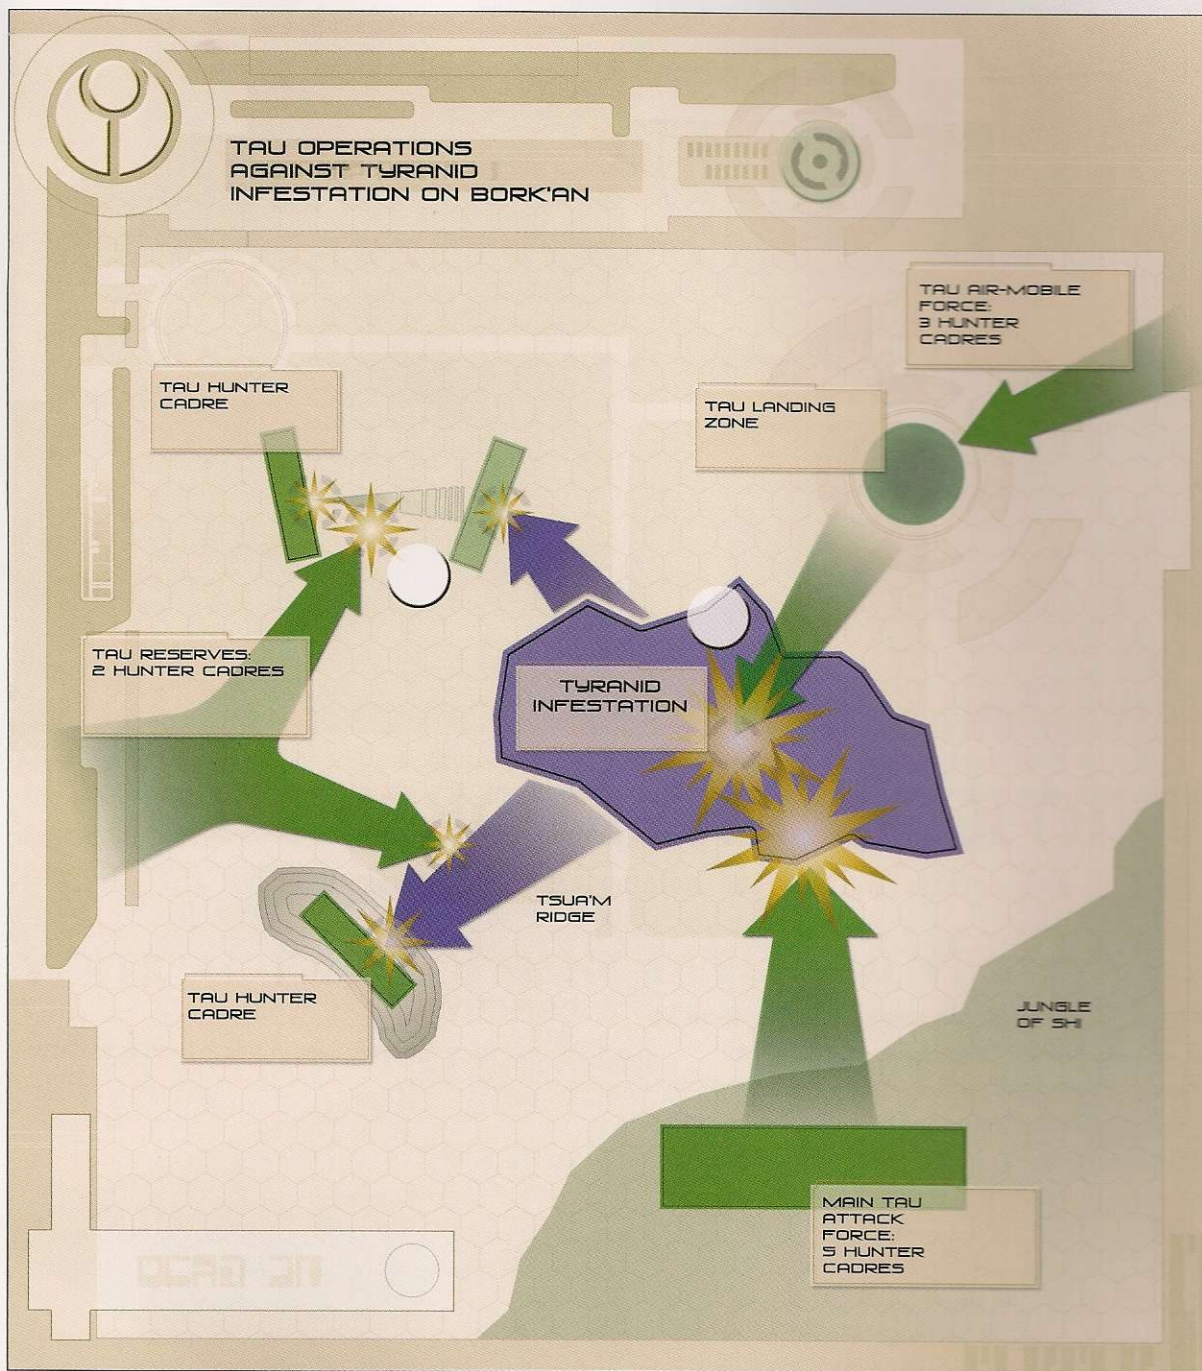 TAU OPERATIONS
AGAINST TYRANID
INFESTATION ON BORK'AN
TAU AIR-MOBILE
FORCE:
3 HUNTER
CADRES
TAU HUNTER
CADRE
TAU LANDING
ZONE
TAU RESERVES:
2 HUNTER CADRES
TYRANID
INFESTATION
TSUA'M
RIDGE
TAU HUNTER
CADRE
JUNGLE
OF SHI
MAIN TAU
ATTACK
FORCE:
5 HUNTER
CADRES